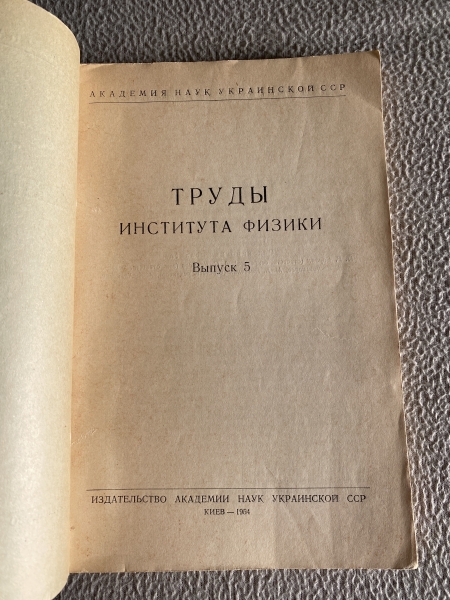 АКАДЕМИЯ НАУК УКРАИНСКОЙ ССР
ТРУДЫ
ИНСТИТУТА ФИЗИКИ
Выпуск 5
ИЗДАТЕЛЬСТВО АКАДЕМИИ НАУК УКРАИНСКОЙ ССР
КИЕВ — 1954